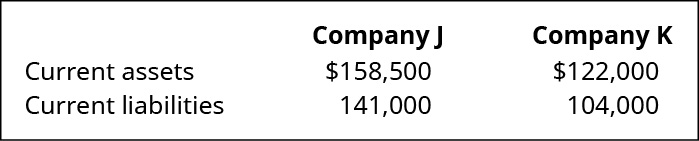 Company J Company K
Current assets $158,500 $122,000
Current liabilities 141,000 104,000